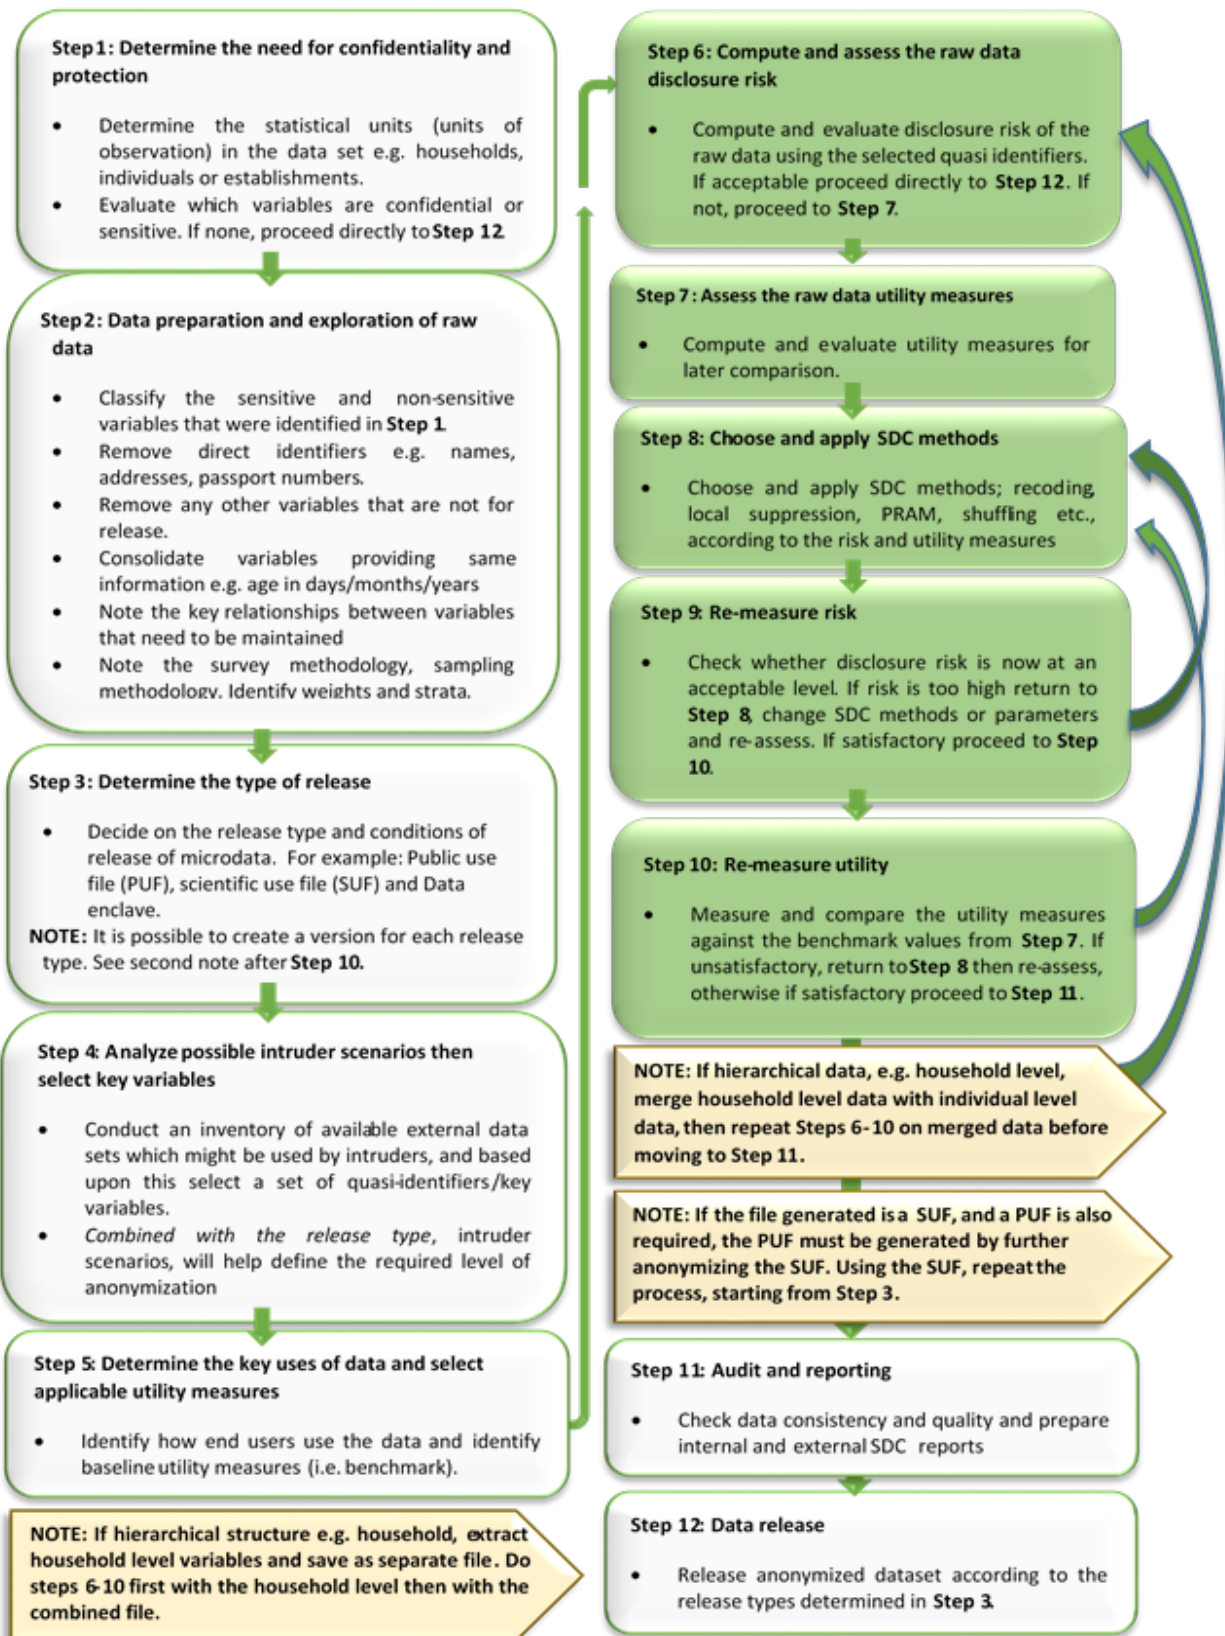 Step 1: Determine the need for confidentiality and
protection
• Determine the statistical units (units of
observation) in the data set e.g. households,
individuals or establishments.
• Evaluate which variables are confidential or
sensitive. If none, proceed directly to Step 12
Step 2: Data preparation and exploration of raw
data
• Classify the sensitive and non-sensitive
variables that were identified in Step 1.
• Remove direct identifiers e.g. names,
addresses, passport numbers.
• Remove any other variables that are not for
release.
• Consolidate variables providing same
information e.g. age in days/months/years
• Note the key relationships between variables
that need to be maintained
• Note the survey methodology, sampling
methodology. Identify weights and strata.
Step 3: Determine the type of release
• Decide on the release type and conditions of
release of microdata. For example: Public use
file (PUF), scientific use file (SUF) and Data
enclave.
NOTE: It is possible to create a version for each release
type. See second note after Step 10.
Step 4: Analyze possible intruder scenarios then
select key variables
• Conduct an inventory of available external data
sets which might be used by intruders, and based
upon this select a set of quasi-identifiers/key
variables.
• Combined with the release type, intruder
scenarios, will help define the required level of
anonymization
Step 5: Determine the key uses of data and select
applicable utility measures
• Identify how end users use the data and identify
baseline utility measures (i.e. benchmark).
NOTE: If hierarchical structure e.g. household, extract
household level variables and save as separate file. Do
steps 6-10 first with the household level then with the
combined file.
Step 6: Compute and assess the raw data
disclosure risk
• Compute and evaluate disclosure risk of the
raw data using the selected quasi identifiers.
If acceptable proceed directly to Step 12. If
not, proceed to Step 7.
Step 7: Assess the raw data utility measures
• Compute and evaluate utility measures for
later comparison.
Step 8: Choose and apply SDC methods
• Choose and apply SDC methods; recoding,
local suppression, PRAM, shuffling etc.,
according to the risk and utility measures
Step 9: Re-measure risk
• Check whether disclosure risk is now at an
acceptable level. If risk is too high return to
Step 8, change SDC methods or parameters
and re-assess. If satisfactory proceed to Step
10.
Step 10: Re-measure utility
• Measure and compare the utility measures
against the benchmark values from Step 7. If
unsatisfactory, return to Step 8 then re-assess,
otherwise if satisfactory proceed to Step 11.
NOTE: If hierarchical data, e.g. household level,
merge household level data with individual level
data, then repeat Steps 6-10 on merged data before
moving to Step 11.
NOTE: If the file generated is a SUF, and a PUF is also
required, the PUF must be generated by further
anonymizing the SUF. Using the SUF, repeat the
process, starting from Step 3.
Step 11: Audit and reporting
• Check data consistency and quality and prepare
internal and external SDC reports
Step 12: Data release
• Release anonymized dataset according to the
release types determined in Step 3.